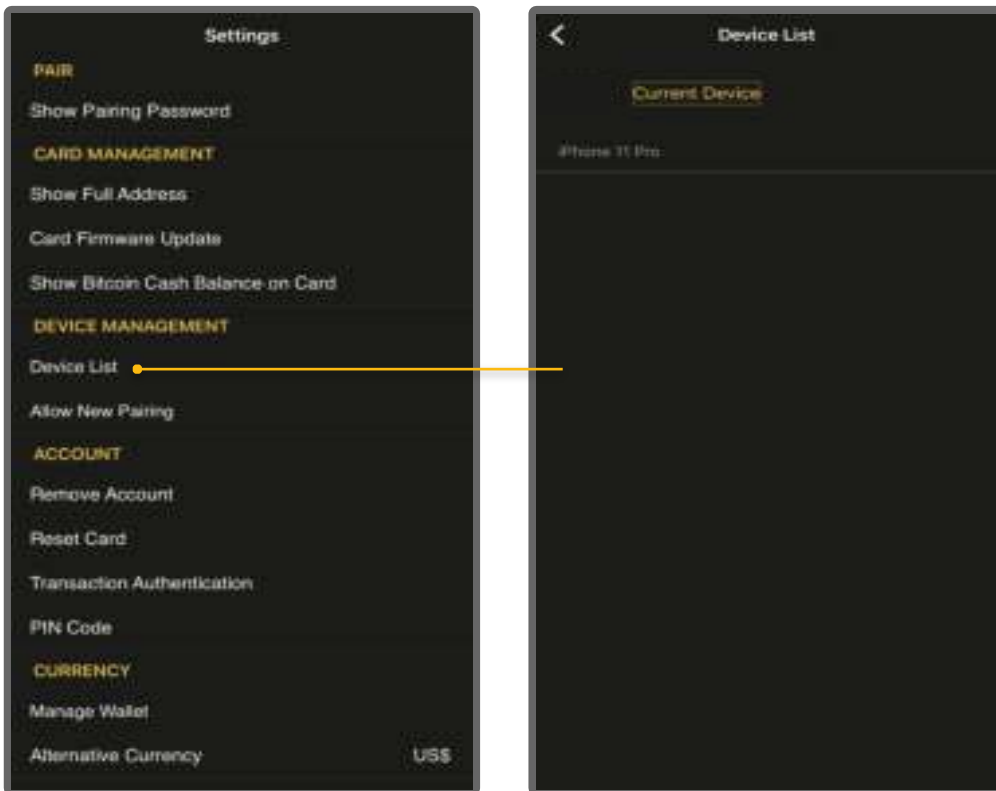 Settings
PAIR
Show Pairing Password
CARD MANAGEMENT
Show Full Address
Card Firmware Update
Show Bitcoin Cash Balance on Card
DEVICE MANAGEMENT
Device List
Allow New Pairing
ACCOUNT
Remove Account
Reset Card
Transaction Authentication
PIN Code
CURRENCY
Manage Wallet
Alternative Currency US$
Device List
Current Device
iPhone 11 Pro